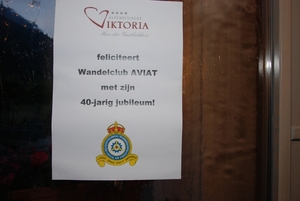 VIKTORIA
feliciteert
Wandelclub AVIAT
met zijn
40-jarig jubileum!